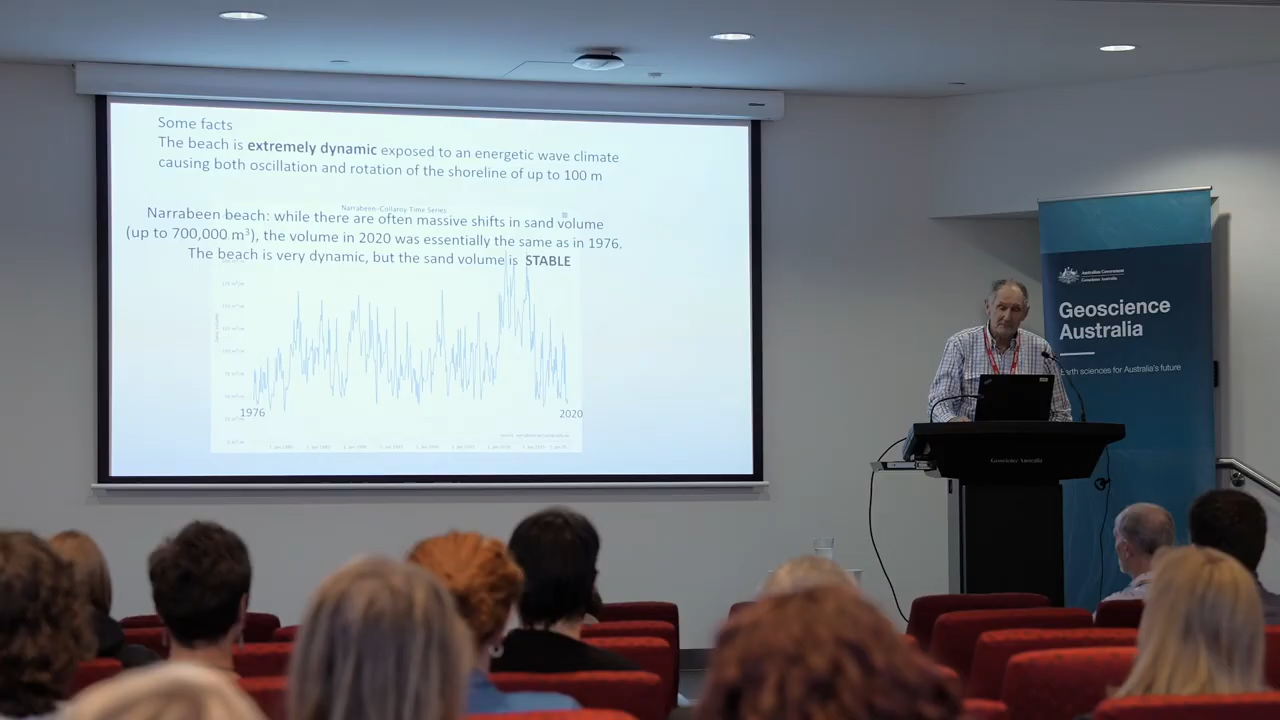 Some facts
The beach is extremely dynamic exposed to an energetic wave climate
causing both oscillation and rotation of the shoreline of up to 100 m
Narrabeen-Collaroy Time Series
Narrabeen beach: while there are often massive shifts in sand volume
(up to 700,000 m³), the volume in 2020 was essentially the same as in 1976.
The beach is very dynamic, but the sand volume is STABLE
1976
2020
Australian Government
Geoscience Australia
Geoscience
Australia
Earth sciences for Australia's future
Geoscience Australia